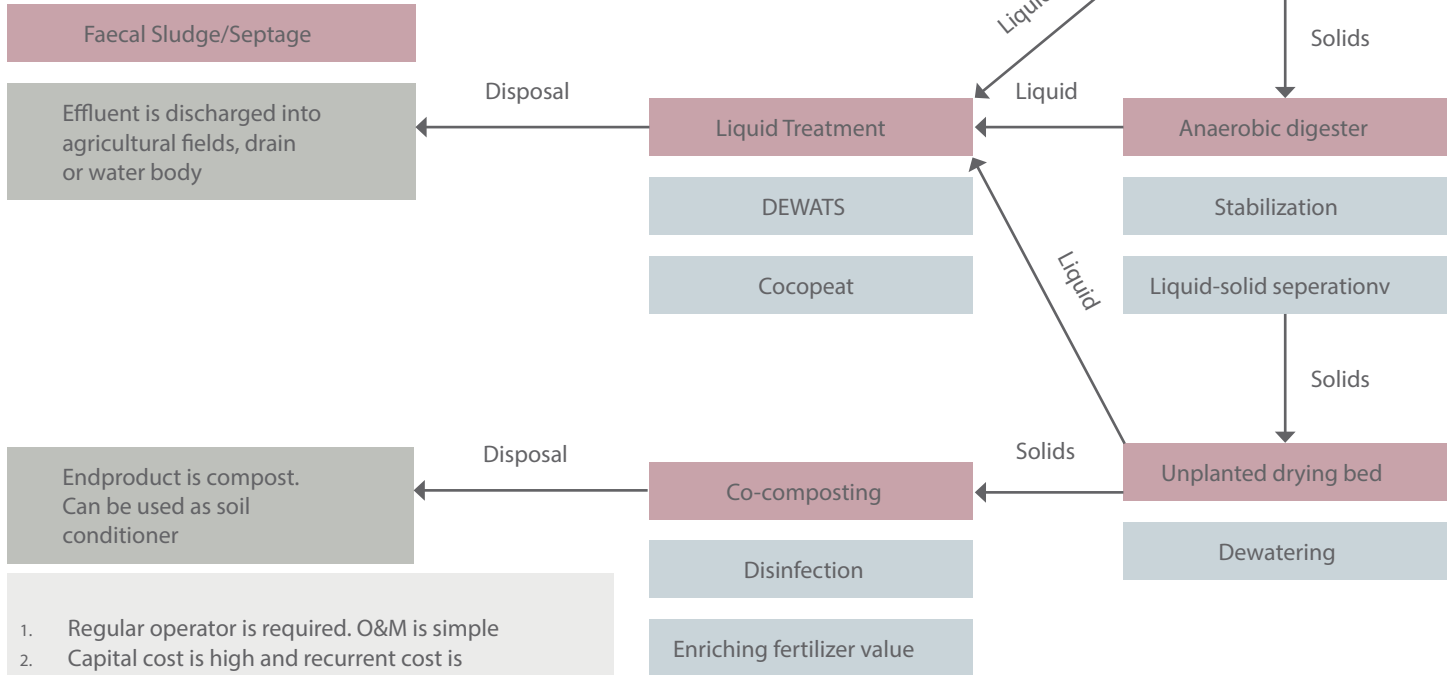 Faecal Sludge/Septage
Liquid
Solids
Effluent is discharged into
agricultural fields, drain
or water body
Disposal
Liquid Treatment
Liquid
Anaerobic digester
DEWATS
Stabilization
Cocopeat
Liquid
Liquid-solid seperationv
Solids
Endproduct is compost.
Can be used as soil
conditioner
Disposal
Co-composting
Solids
Unplanted drying bed
Disinfection
Dewatering
Enriching fertilizer value
1. Regular operator is required. O&M is simple
2. Capital cost is high and recurrent cost is